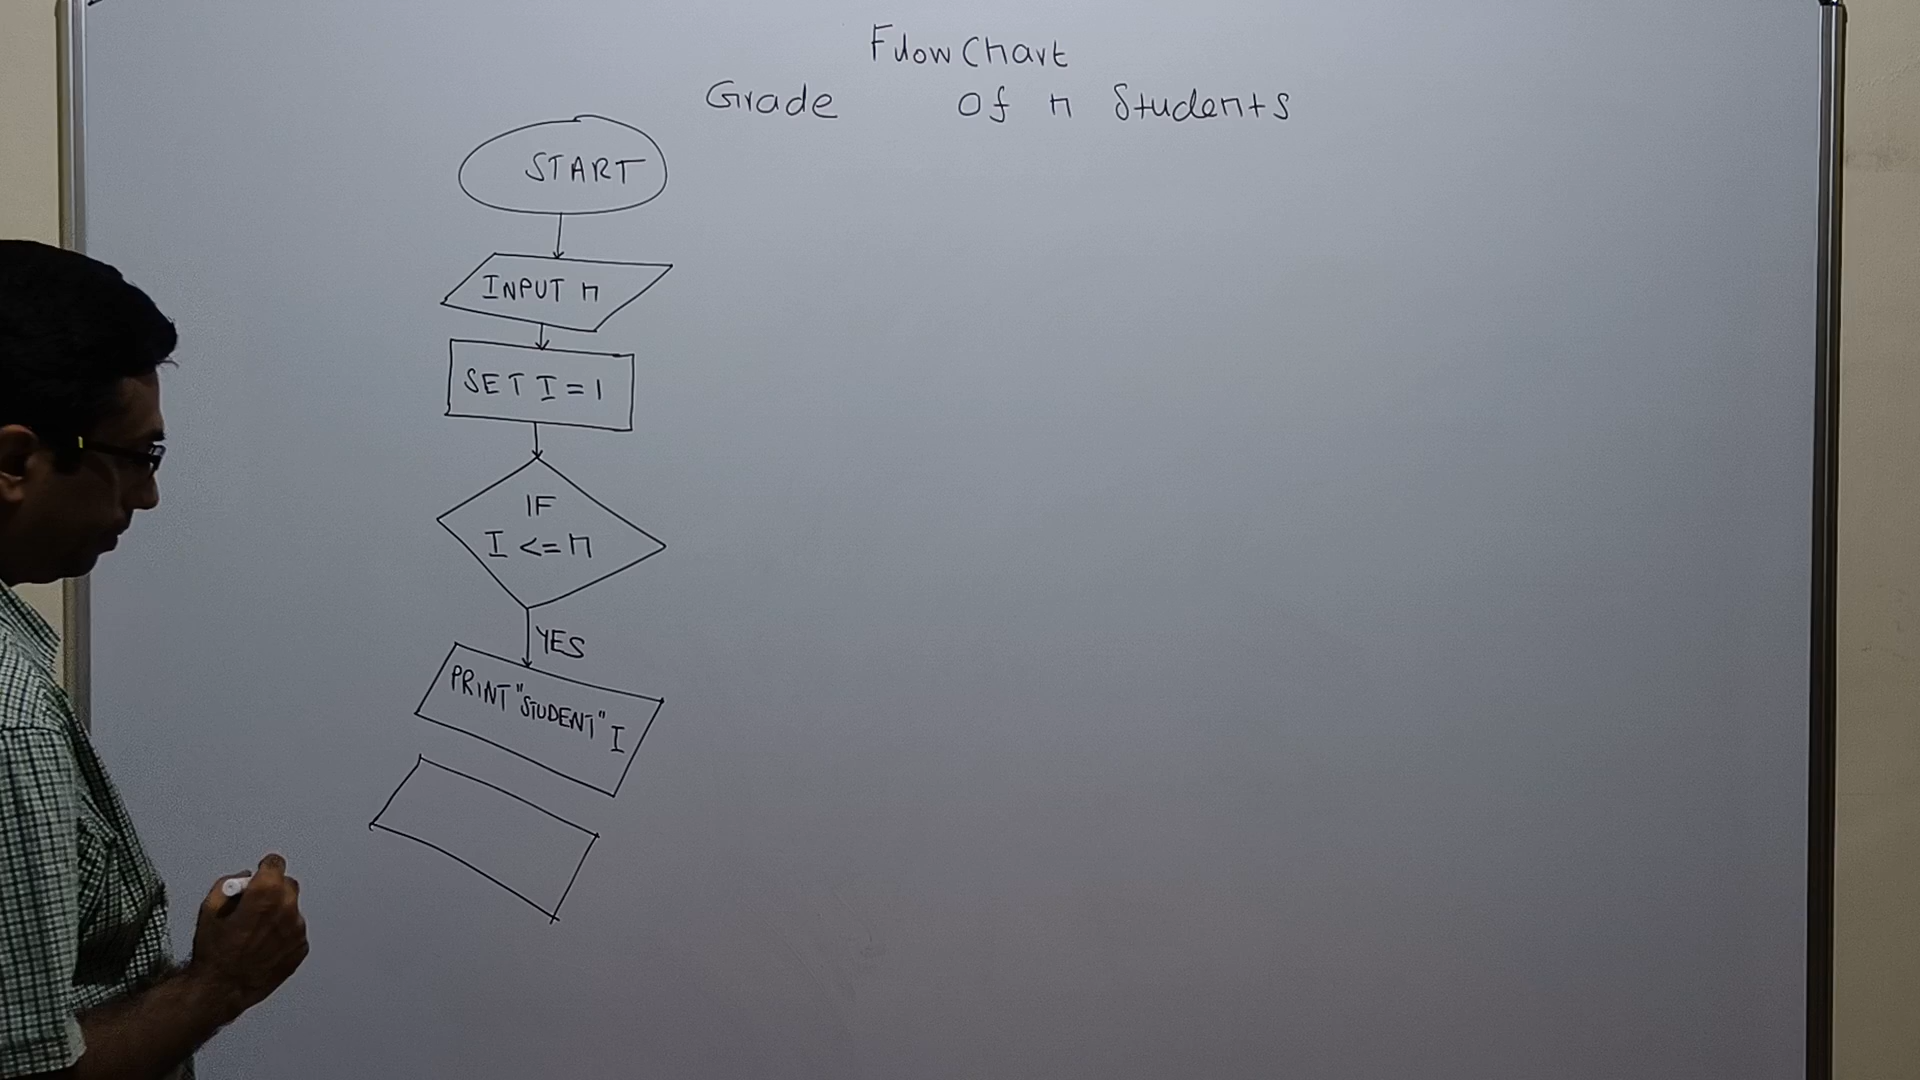 Flow Chart
Grade Of n Students
START
INPUT n
SET I = 1
IF
I <= n
YES
PRINT "STUDENT" I